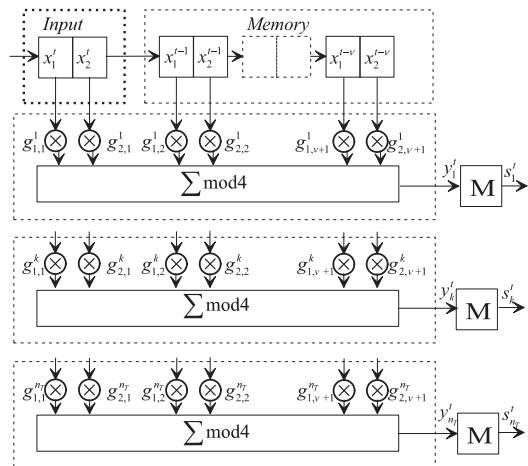 Input Memory
x_1^t x_2^t x_1^{t-1} x_2^{t-1} x_1^{t-ν} x_2^{t-ν}
g_{1,1}^1 g_{2,1}^1 g_{1,2}^1 g_{2,2}^1 g_{1,ν+1}^1 g_{2,ν+1}^1
∑ mod4 y_1^t M s_1^t
g_{1,1}^k g_{2,1}^k g_{1,2}^k g_{2,2}^k g_{1,ν+1}^k g_{2,ν+1}^k
∑ mod4 y_k^t M s_k^t
g_{1,1}^{n_T} g_{2,1}^{n_T} g_{1,2}^{n_T} g_{2,2}^{n_T} g_{1,ν+1}^{n_T} g_{2,ν+1}^{n_T}
∑ mod4 y_{n_T}^t M s_{n_T}^t